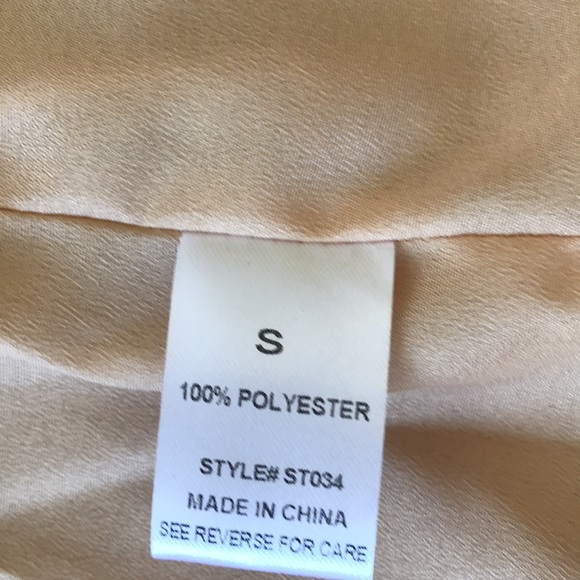 S
100% POLYESTER
STYLE# ST034
MADE IN CHINA
SEE REVERSE FOR CARE